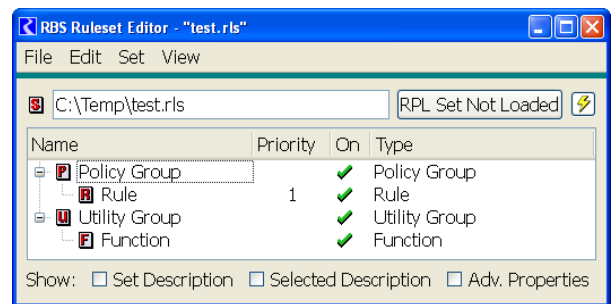 RBS Ruleset Editor - "test.rls"
File Edit Set View
S C:\Temp\test.rls RPL Set Not Loaded
Name Priority On Type
P Policy Group Policy Group
R Rule 1 Rule
U Utility Group Utility Group
F Function Function
Show: Set Description Selected Description Adv. Properties